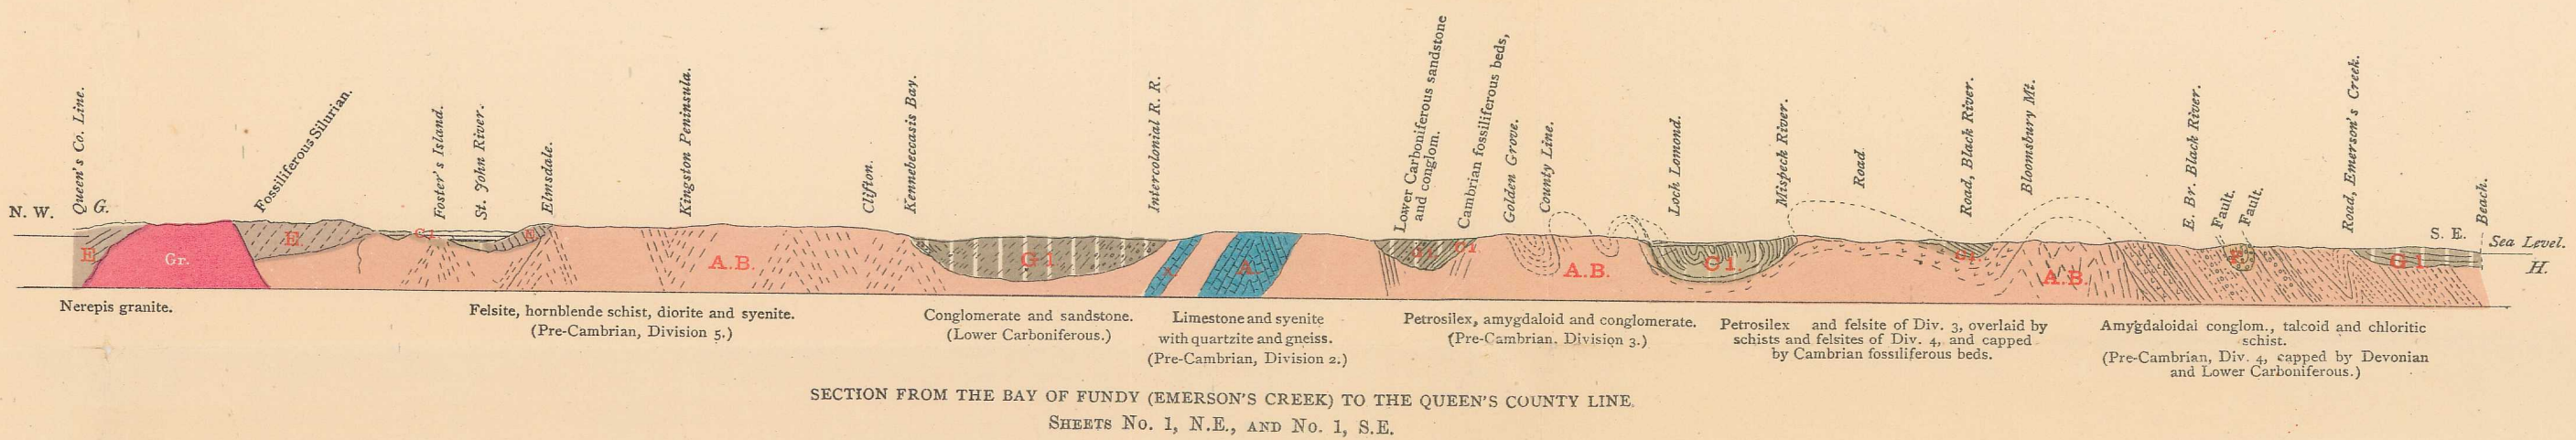 N. W.
Queen's Co. Line.
G.
Fossiliferous Silurian.
Foster's Island.
St. John River.
Elmsdale.
Kingston Peninsula.
Clifton.
Kennebeccasis Bay.
Intercolonial R. R.
Lower Carboniferous sandstone
and conglom.
Cambrian fossiliferous beds,
Golden Grove.
County Line.
Loch Lomond.
Mispeck River.
Road
Road, Black River.
Bloomsbury Mt.
E. Br. Black River.
Fault.
Fault.
Road, Emerson's Creek.
S. E.
Beach.
Sea Level.
H.
E
Gr.
E
A.B.
G 1
A.
A.B.
C1.
A.B.
G 1
Nerepis granite.
Felsite, hornblende schist, diorite and syenite.
(Pre-Cambrian, Division 5.)
Conglomerate and sandstone.
(Lower Carboniferous.)
Limestone and syenite
with quartzite and gneiss.
(Pre-Cambrian, Division 2.)
Petrosilex, amygdaloid and conglomerate.
(Pre-Cambrian. Division 3.)
Petrosilex and felsite of Div. 3, overlaid by
schists and felsites of Div. 4, and capped
by Cambrian fossiliferous beds.
Amygdaloidal conglom., talcoid and chloritic
schist.
(Pre-Cambrian, Div. 4, capped by Devonian
and Lower Carboniferous.)
SECTION FROM THE BAY OF FUNDY (EMERSON'S CREEK) TO THE QUEEN'S COUNTY LINE.
SHEETS No. 1, N.E., AND No. 1, S.E.